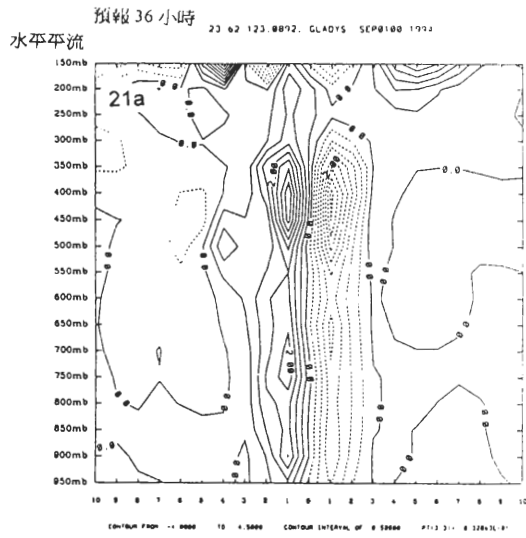 預報 36 小時
水平平流
23.62 123.0892. GLADYS SEP0100 1994
150mb
200mb
250mb
300mb
350mb
400mb
450mb
500mb
550mb
600mb
650mb
700mb
750mb
800mb
850mb
900mb
950mb
21a
0.0
10 9 8 7 6 5 4 3 2 1 0 1 2 3 4 5 6 7 8 9 10
CONTOUR FROM -4.0000 TO 4.5000 CONTOUR INTERVAL OF 0.50000